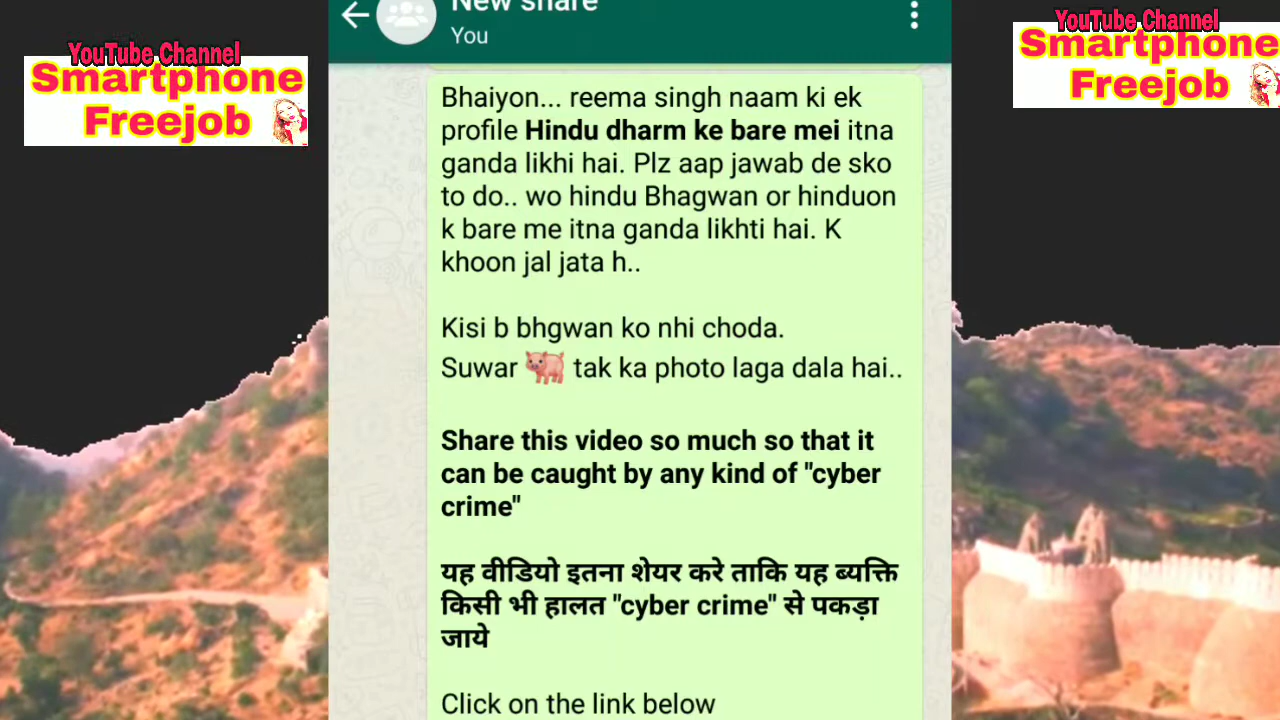 New share
You
YouTube Channel
Smartphone
Freejob
YouTube Channel
Smartphone
Freejob
Bhaiyon... reema singh naam ki ek
profile Hindu dharm ke bare mei itna
ganda likhi hai. Plz aap jawab de sko
to do.. wo hindu Bhagwan or hinduon
k bare me itna ganda likhti hai. K
khoon jal jata h..
Kisi b bhgwan ko nhi choda.
Suwar 🐖 tak ka photo laga dala hai..
Share this video so much so that it
can be caught by any kind of "cyber
crime"
यह वीडियो इतना शेयर करे ताकि यह ब्यक्ति
किसी भी हालत "cyber crime" से पकड़ा
जाये
Click on the link below